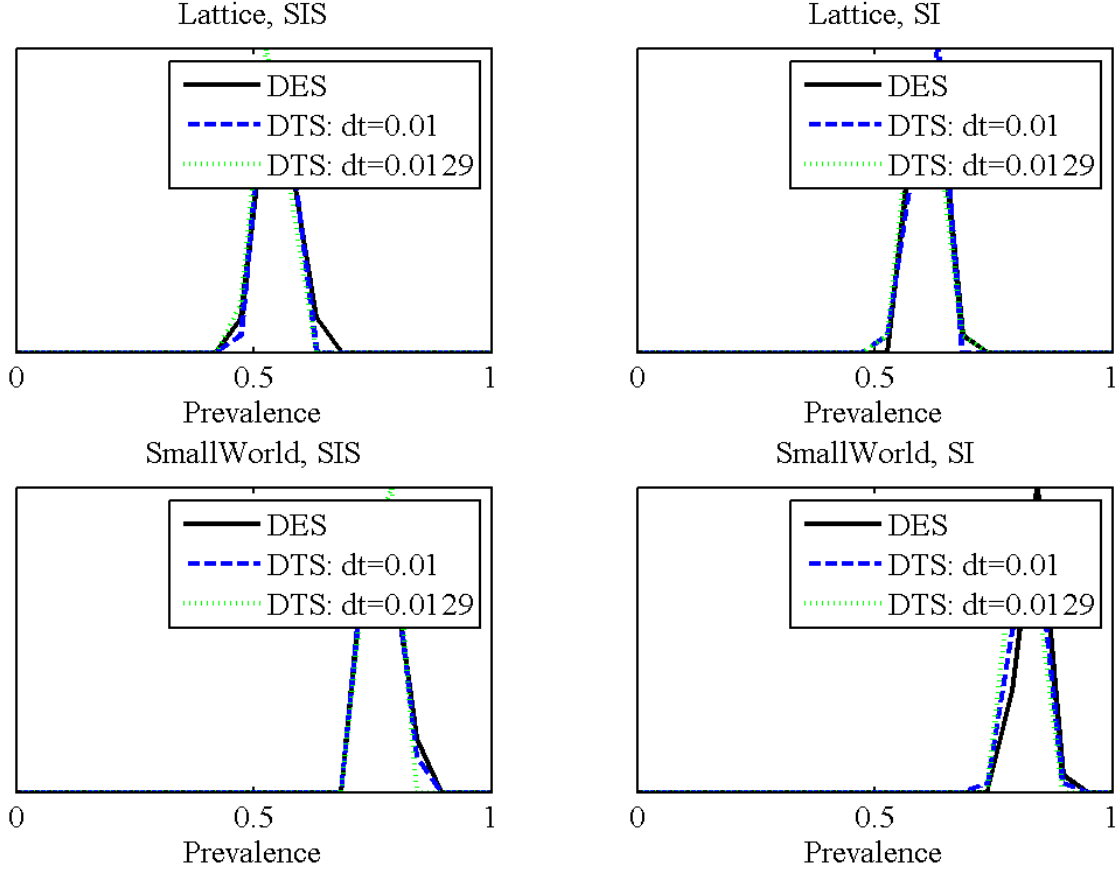 Lattice, SIS
DES
DTS: dt=0.01
DTS: dt=0.0129
0 0.5 1
Prevalence
Lattice, SI
DES
DTS: dt=0.01
DTS: dt=0.0129
0 0.5 1
Prevalence
SmallWorld, SIS
DES
DTS: dt=0.01
DTS: dt=0.0129
0 0.5 1
Prevalence
SmallWorld, SI
DES
DTS: dt=0.01
DTS: dt=0.0129
0 0.5 1
Prevalence